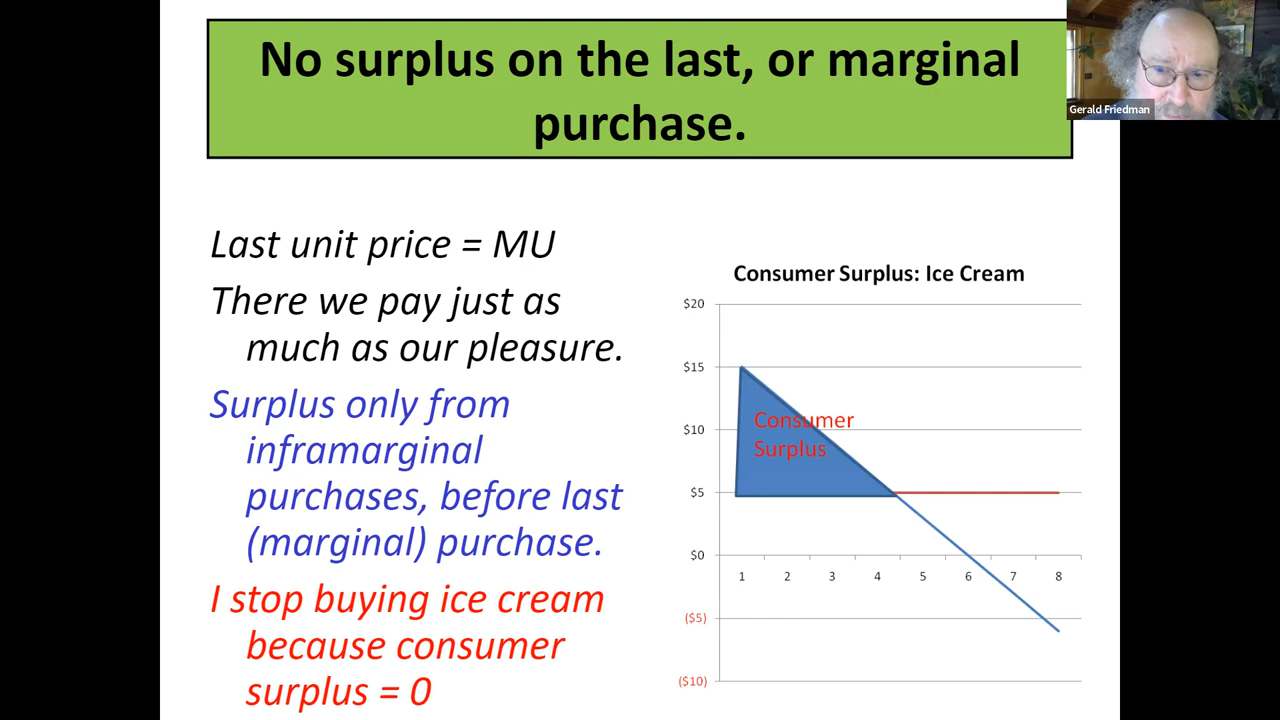 No surplus on the last, or marginal
purchase.
Gerald Friedman
Last unit price = MU
There we pay just as
much as our pleasure.
Surplus only from
inframarginal
purchases, before last
(marginal) purchase.
I stop buying ice cream
because consumer
surplus = 0
Consumer Surplus: Ice Cream
$20
$15
$10
$5
$0
($5)
($10)
Consumer
Surplus
1 2 3 4 5 6 7 8